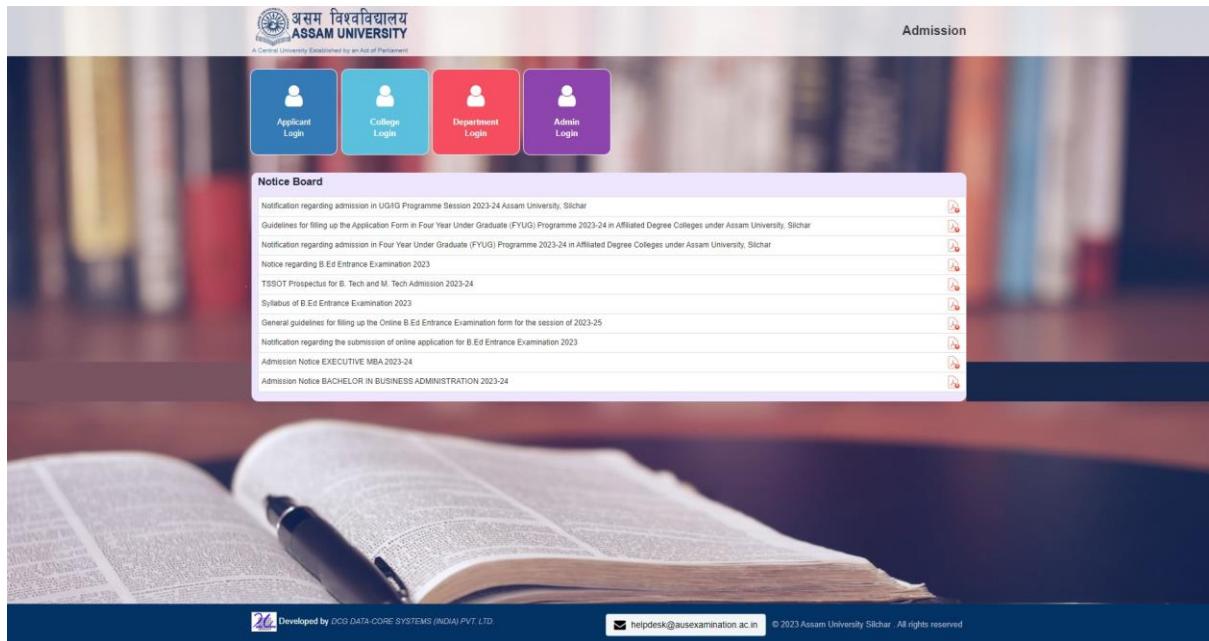 असम विश्वविद्यालय
ASSAM UNIVERSITY
A Central University Established by an Act of Parliament
Admission
Applicant
Login
College
Login
Department
Login
Admin
Login
Notice Board
Notification regarding admission in UG/IG Programme Session 2023-24 Assam University, Silchar
Guidelines for filling up the Application Form in Four Year Under Graduate (FYUG) Programme 2023-24 in Affiliated Degree Colleges under Assam University, Silchar
Notification regarding admission in Four Year Under Graduate (FYUG) Programme 2023-24 in Affiliated Degree Colleges under Assam University, Silchar
Notice regarding B.Ed Entrance Examination 2023
TSSOT Prospectus for B. Tech and M. Tech Admission 2023-24
Syllabus of B.Ed Entrance Examination 2023
General guidelines for filling up the Online B.Ed Entrance Examination form for the session of 2023-25
Notification regarding the submission of online application for B.Ed Entrance Examination 2023
Admission Notice EXECUTIVE MBA 2023-24
Admission Notice BACHELOR IN BUSINESS ADMINISTRATION 2023-24
Developed by DCG DATA-CORE SYSTEMS (INDIA) PVT. LTD.
helpdesk@ausexamination.ac.in
© 2023 Assam University Silchar . All rights reserved